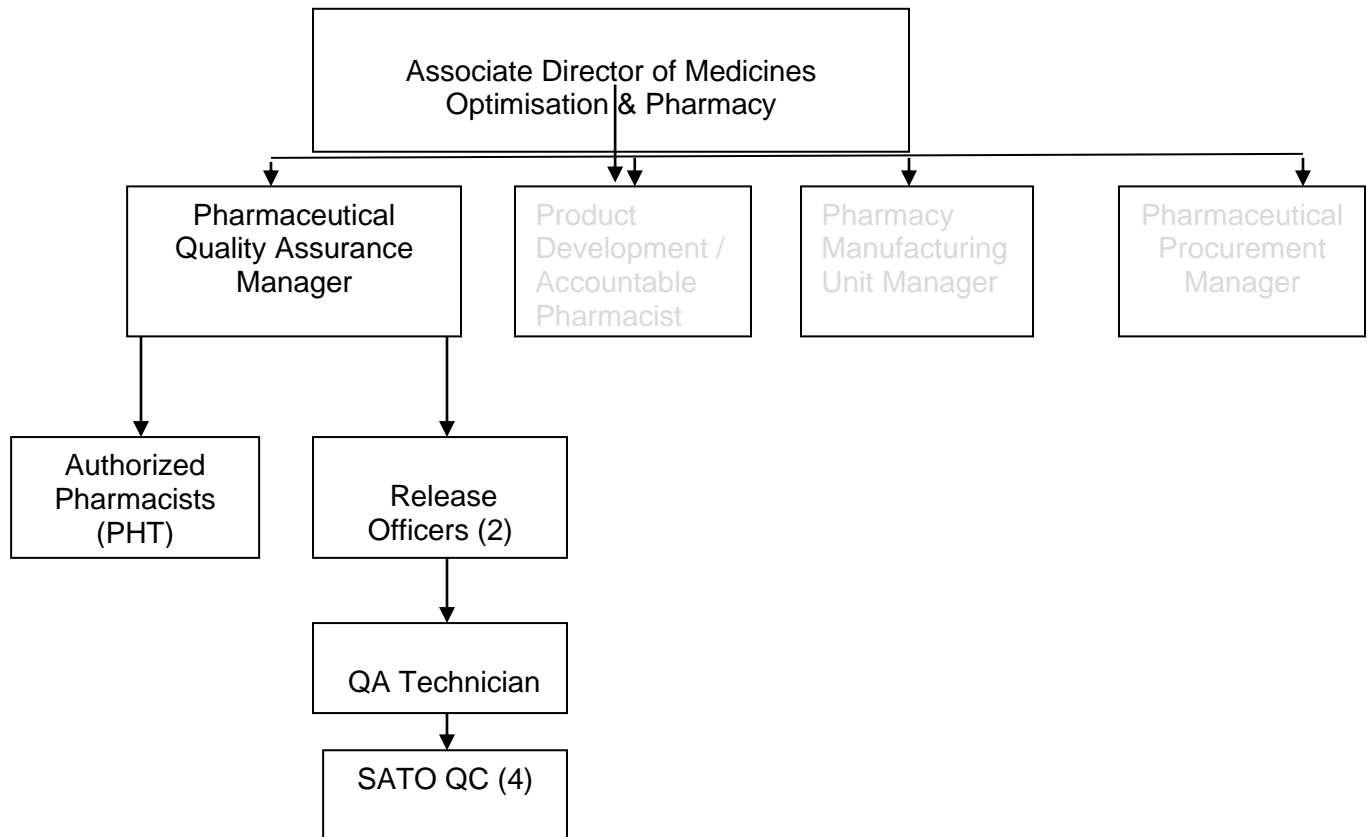 Associate Director of Medicines
Optimisation & Pharmacy
Pharmaceutical
Quality Assurance
Manager
Product
Development /
Accountable
Pharmacist
Pharmacy
Manufacturing
Unit Manager
Pharmaceutical
Procurement
Manager
Authorized
Pharmacists
(PHT)
Release
Officers (2)
QA Technician
SATO QC (4)